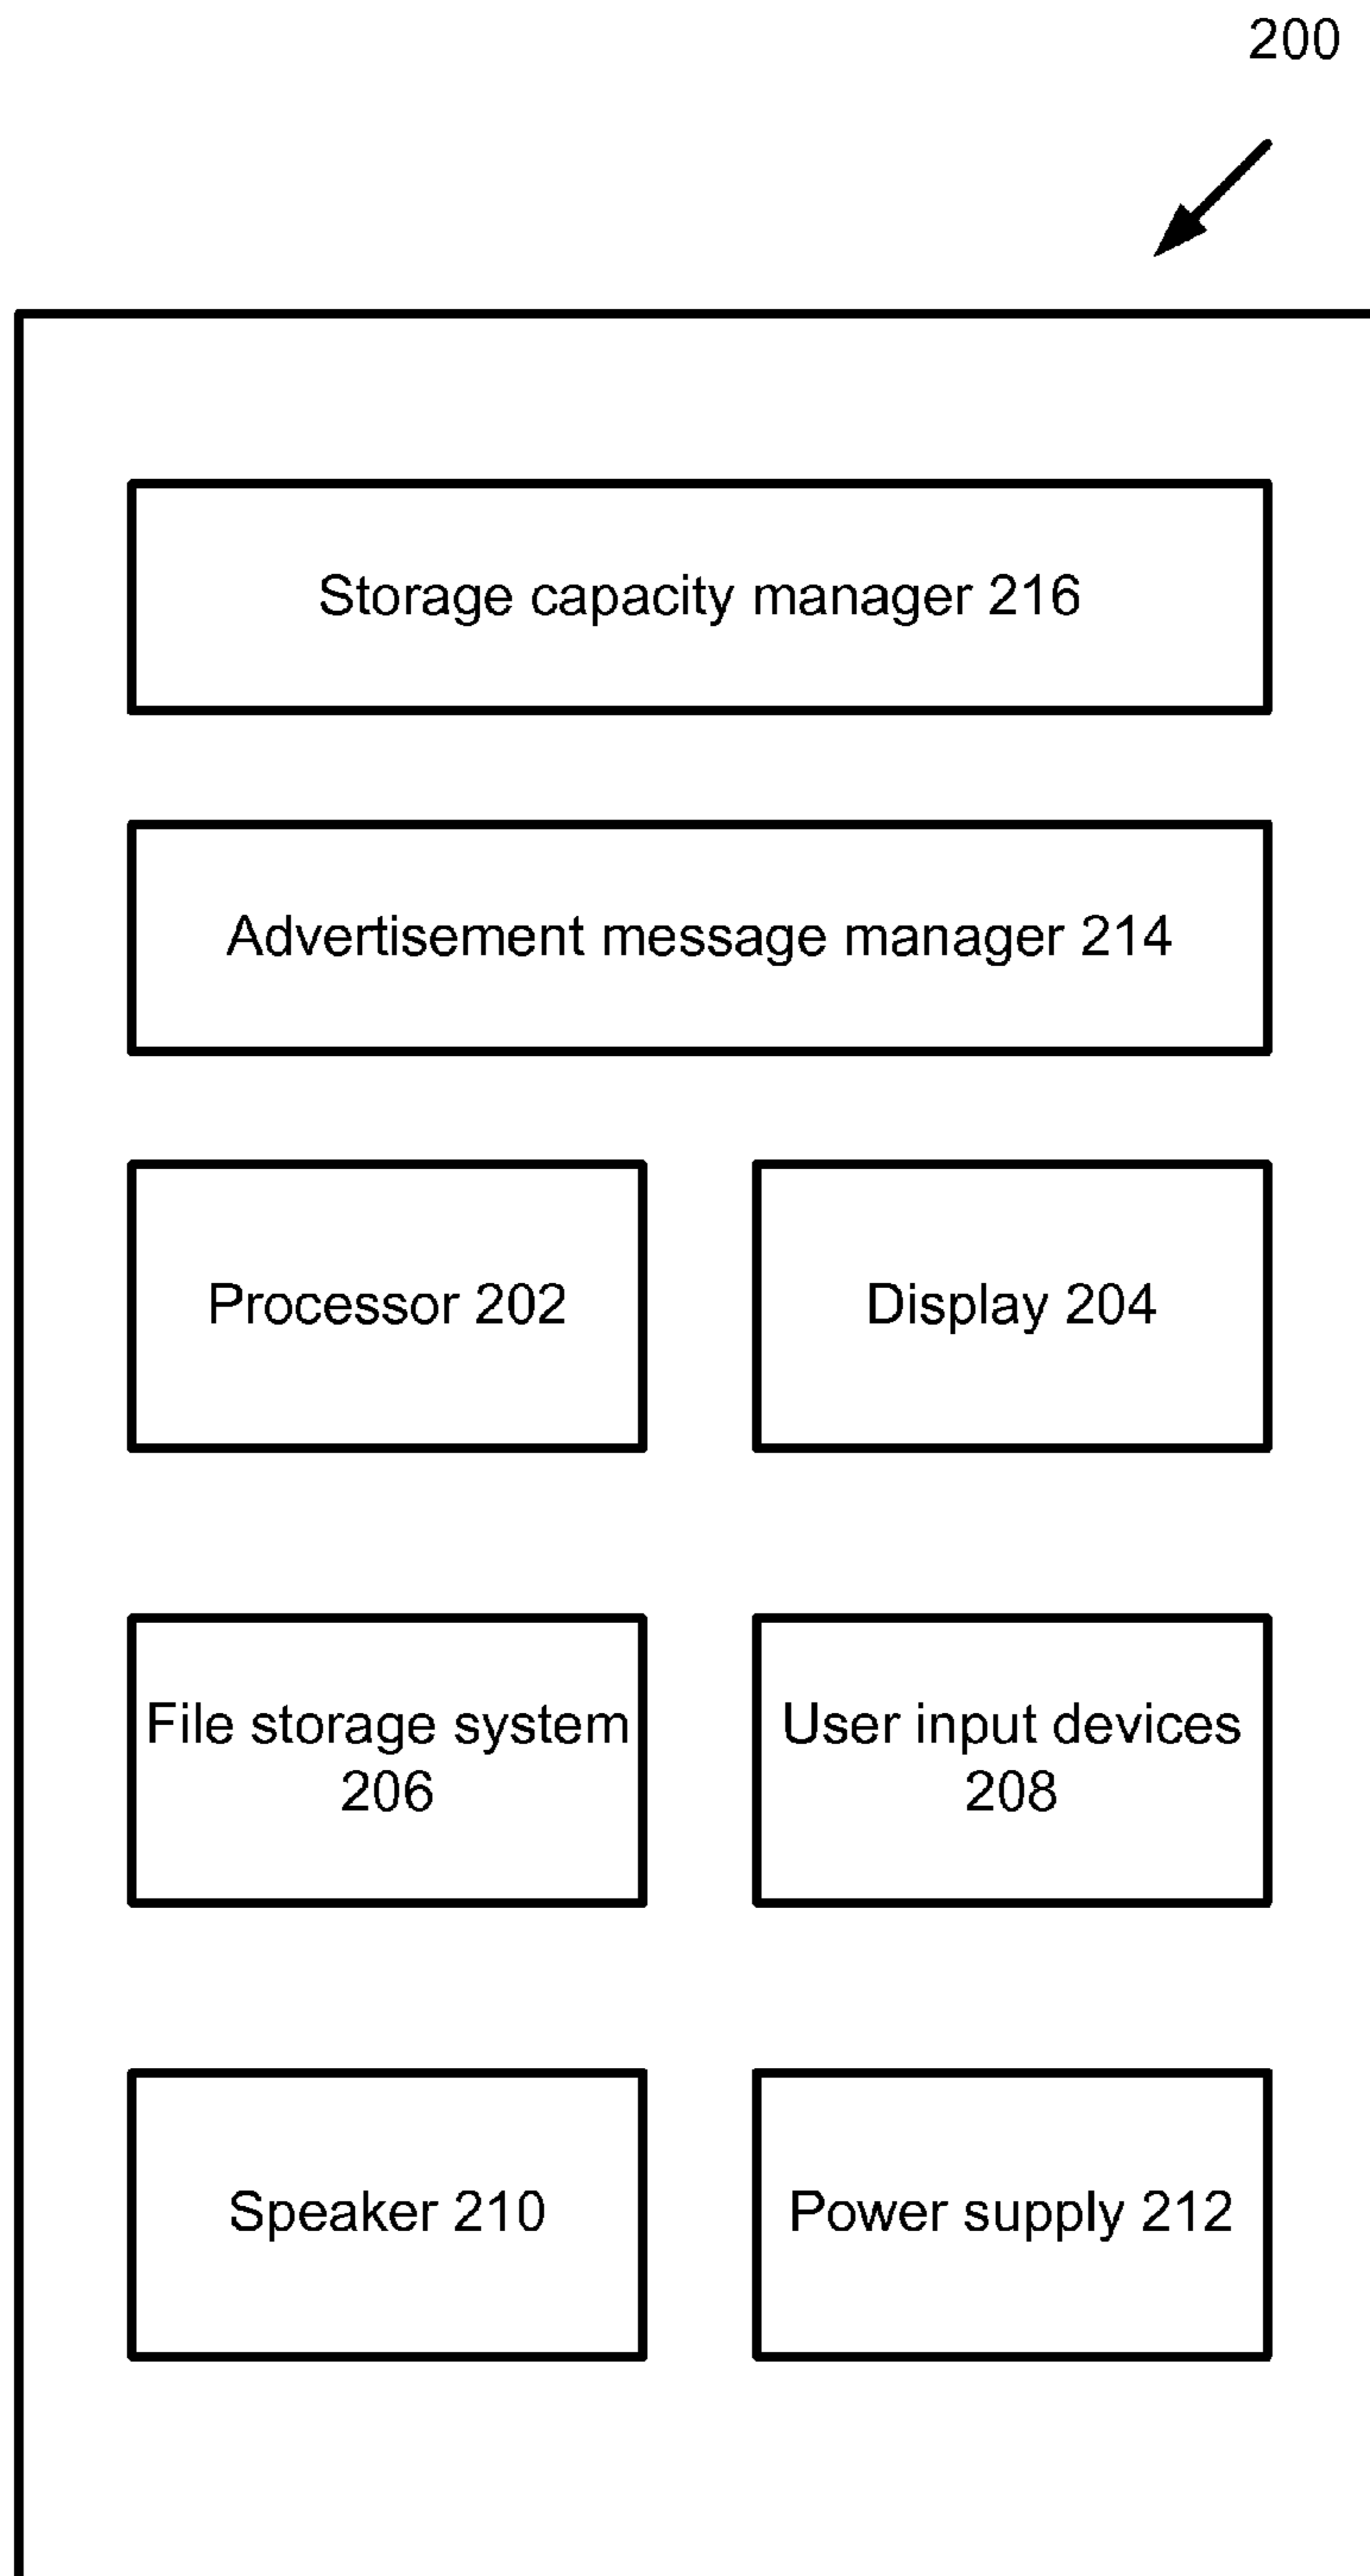 200
Storage capacity manager 216
Advertisement message manager 214
Processor 202
Display 204
File storage system
206
User input devices
208
Speaker 210
Power supply 212